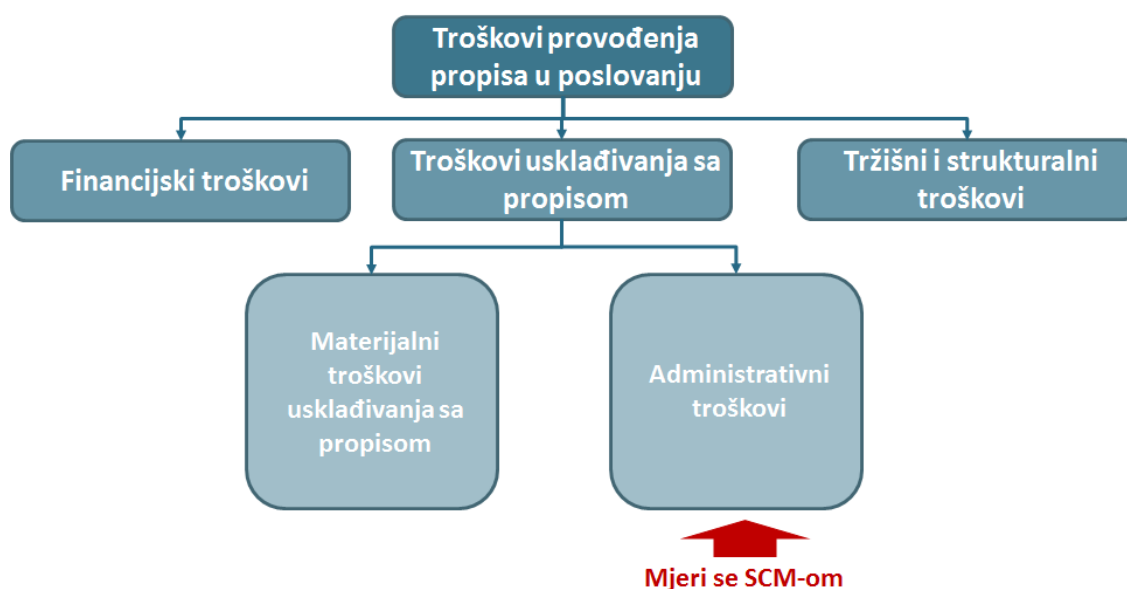 Troškovi provođenja
propisa u poslovanju
Financijski troškovi
Troškovi usklađivanja sa
propisom
Tržišni i strukturalni
troškovi
Materijalni
troškovi
usklađivanja sa
propisom
Administrativni
troškovi
Mjeri se SCM-om